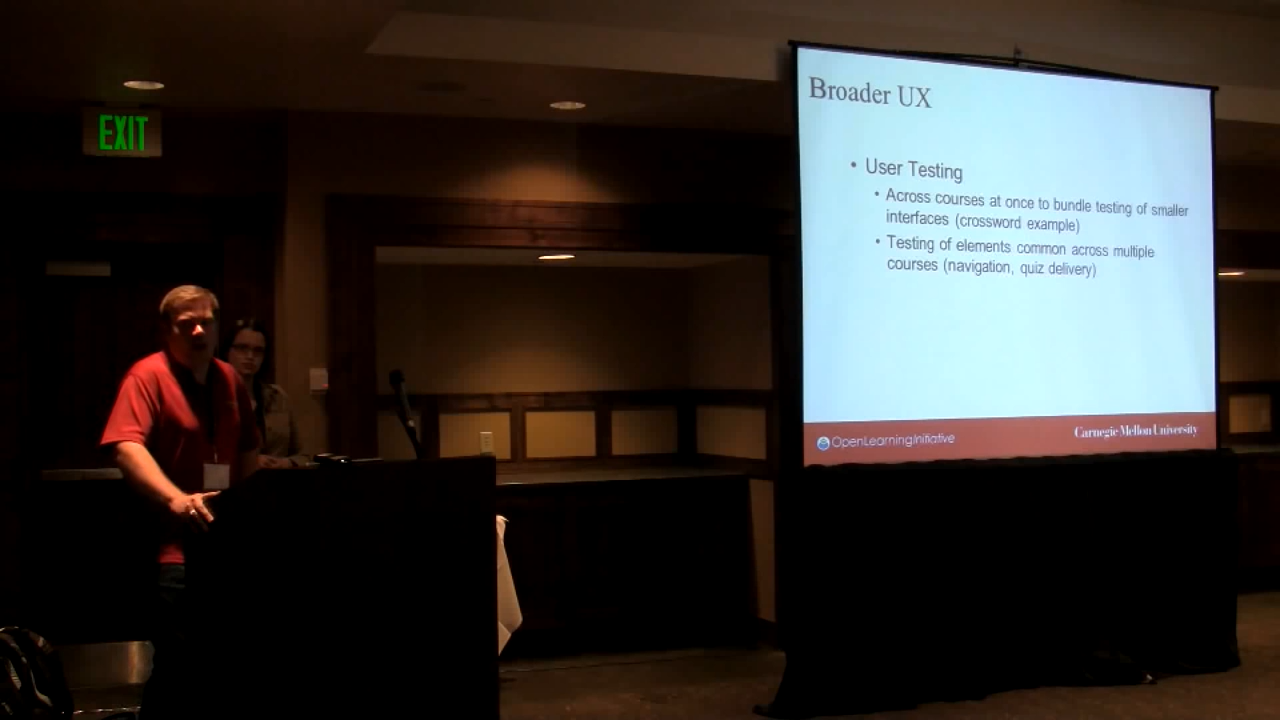 EXIT
Broader UX
• User Testing
• Across courses at once to bundle testing of smaller
interfaces (crossword example)
• Testing of elements common across multiple
courses (navigation, quiz delivery)
OpenLearningInitiative
Carnegie Mellon University